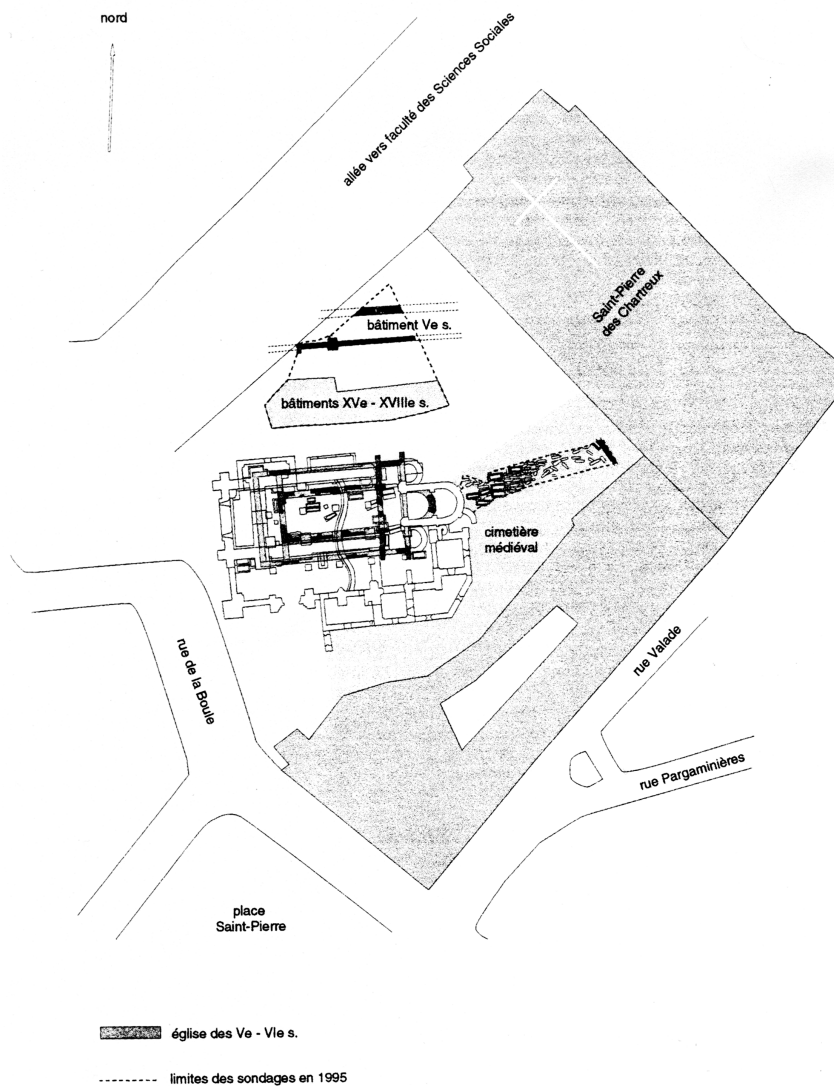 nord
allée vers faculté des Sciences Sociales
Saint-Pierre
des Chartreux
bâtiment Ve s.
bâtiments XVe - XVIIIe s.
cimetière
médiéval
rue de la Boule
rue Valade
rue Pargaminières
place
Saint-Pierre
église des Ve - VIe s.
limites des sondages en 1995